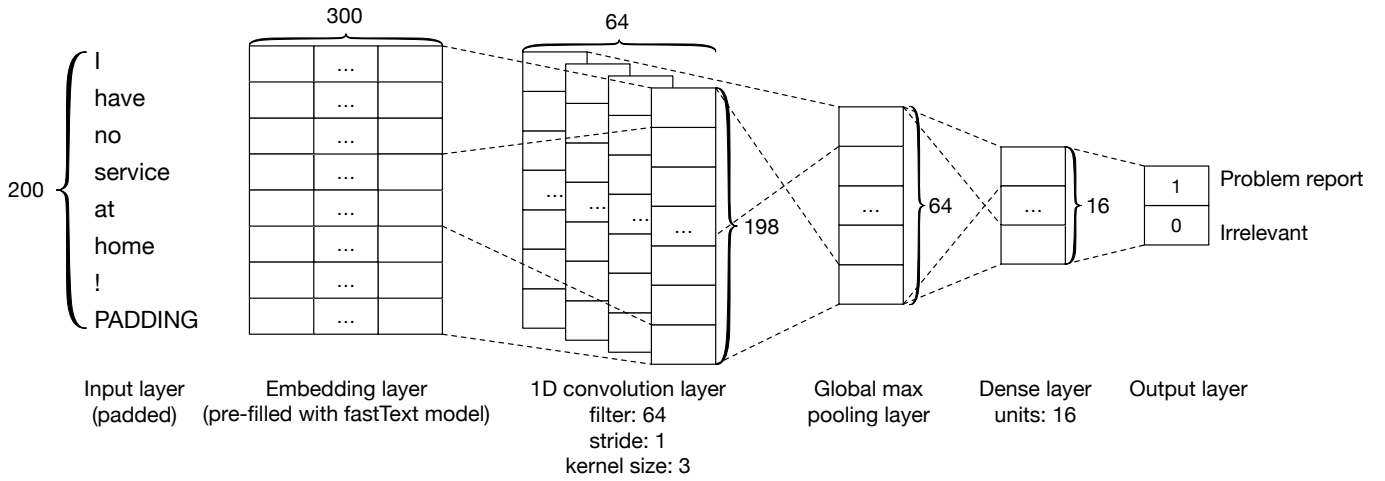 300
64
200
I
have
no
service
at
home
!
PADDING
...
...
...
...
...
...
...
...
...
...
...
...
198
...
64
...
16
1
0
Problem report
Irrelevant
Input layer
(padded)
Embedding layer
(pre-filled with fastText model)
1D convolution layer
filter: 64
stride: 1
kernel size: 3
Global max
pooling layer
Dense layer
units: 16
Output layer